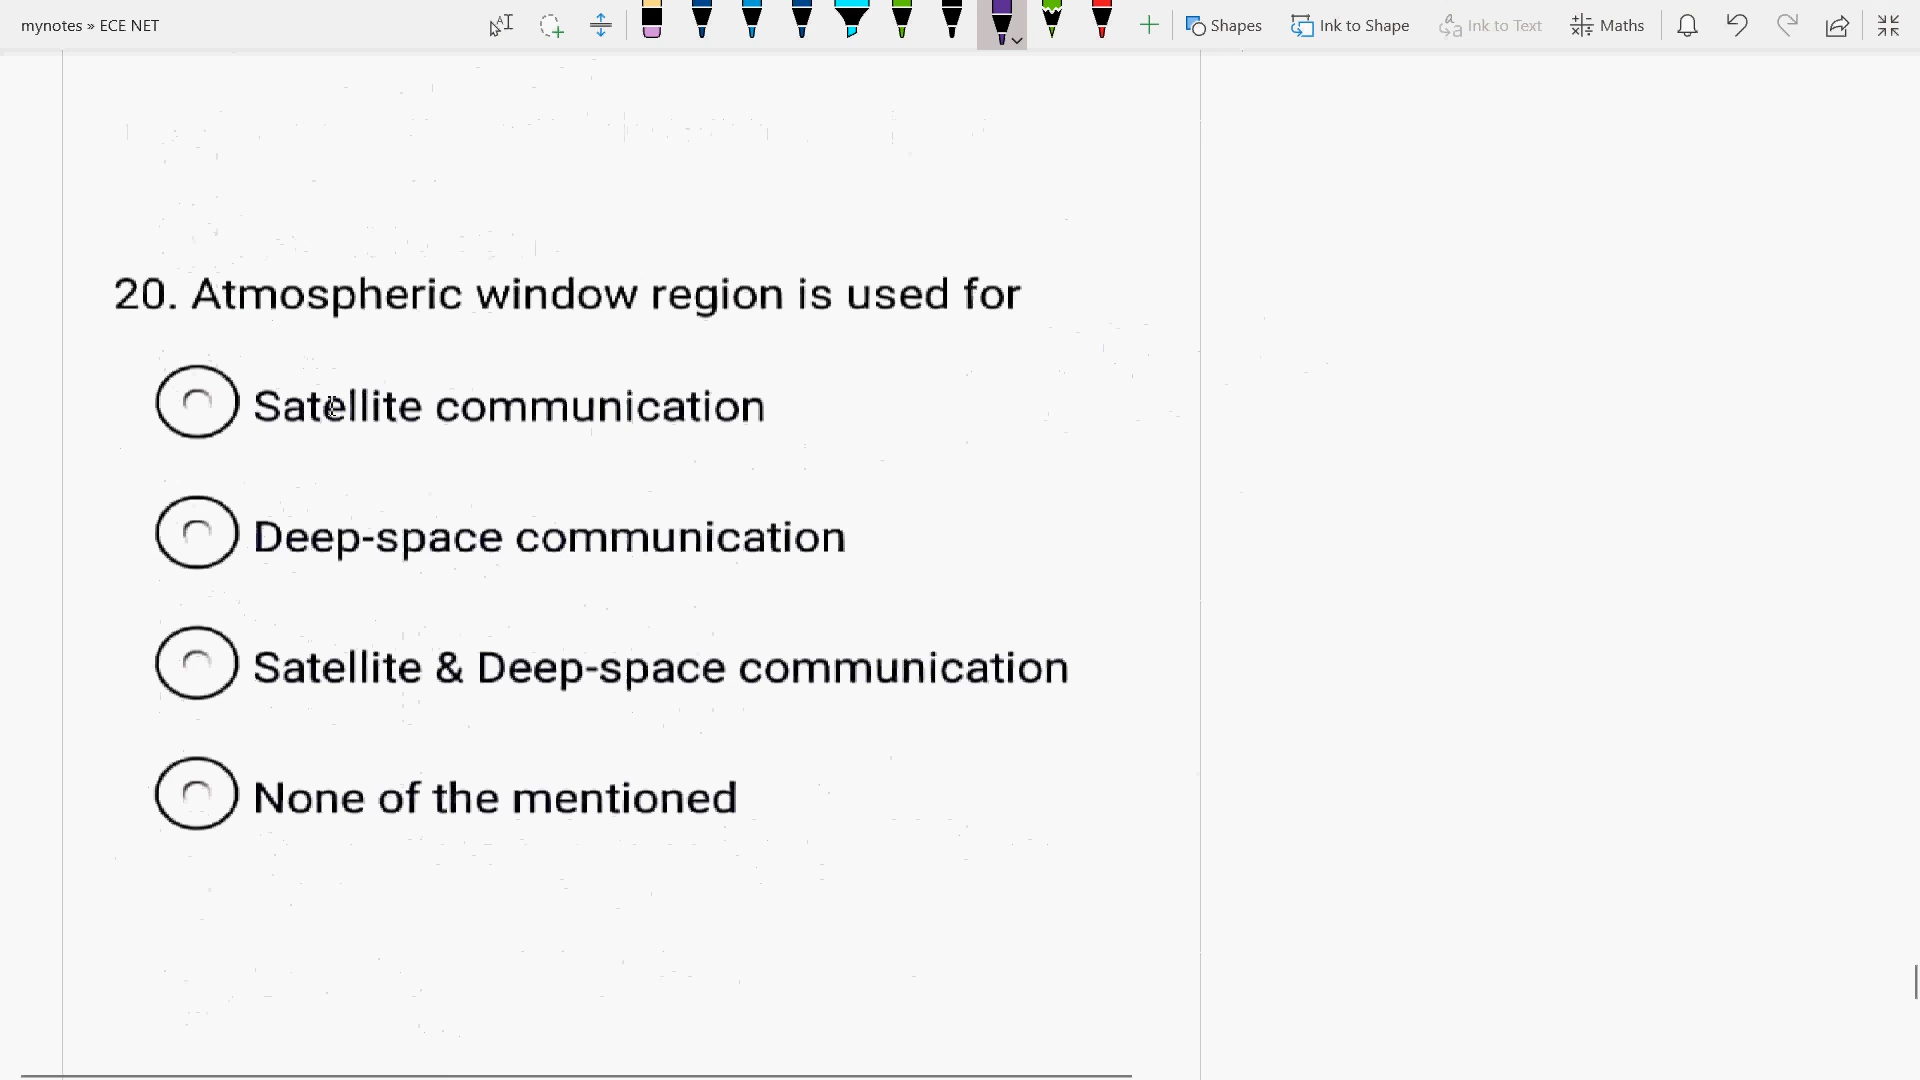 mynotes » ECE NET
Shapes
Ink to Shape
Ink to Text
Maths
20. Atmospheric window region is used for
Satellite communication
Deep-space communication
Satellite & Deep-space communication
None of the mentioned